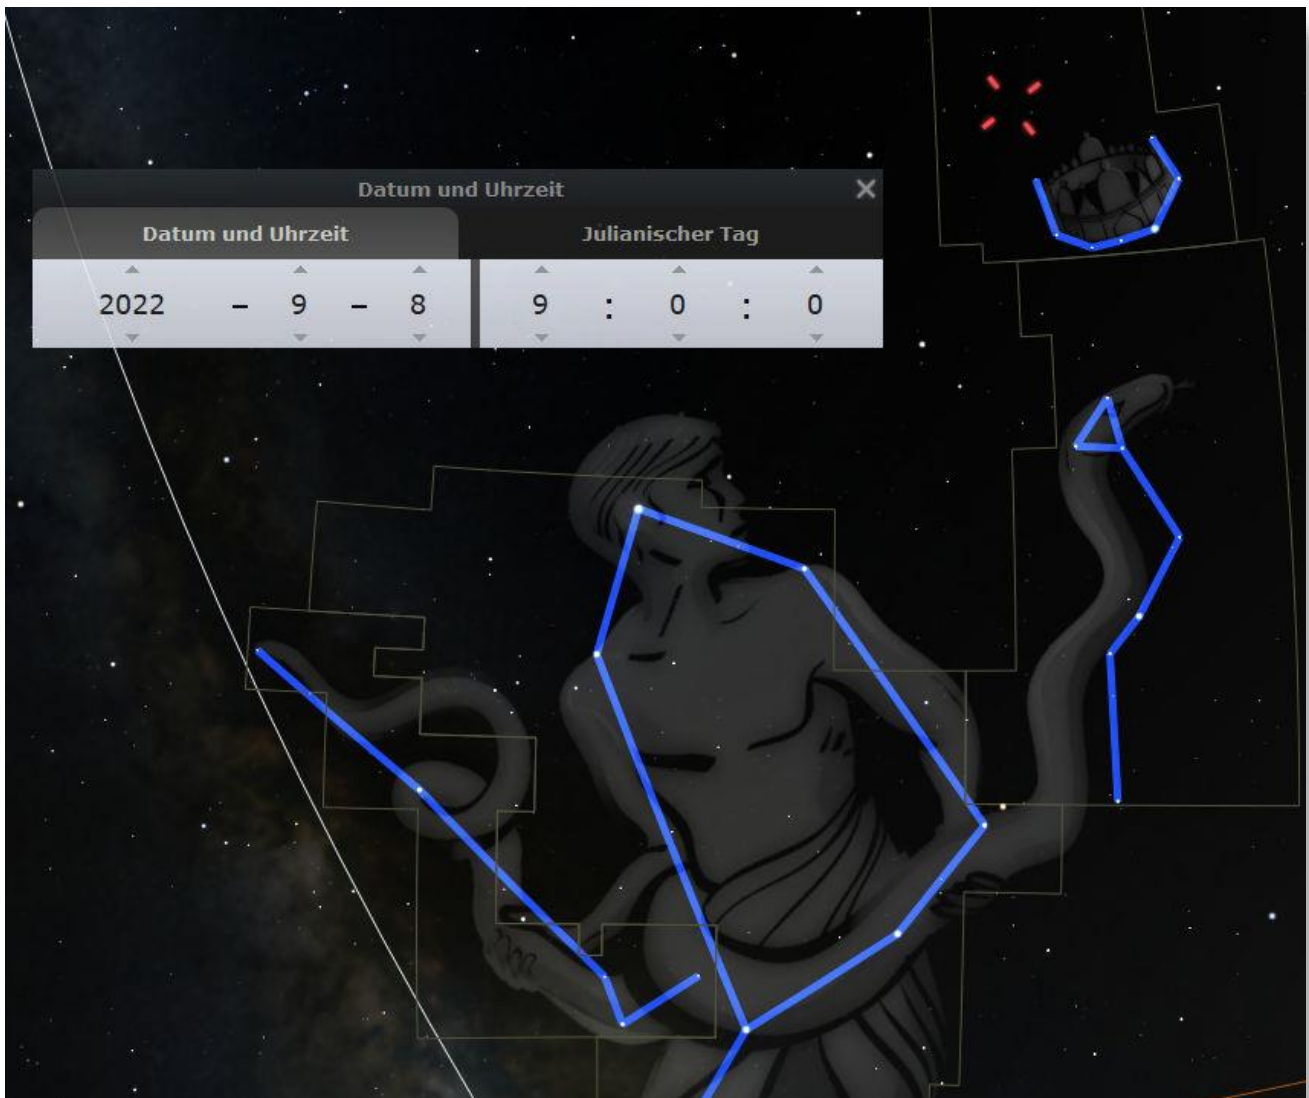 Datum und Uhrzeit
Datum und Uhrzeit Julianischer Tag
2022 – 9 – 8 9 : 0 : 0